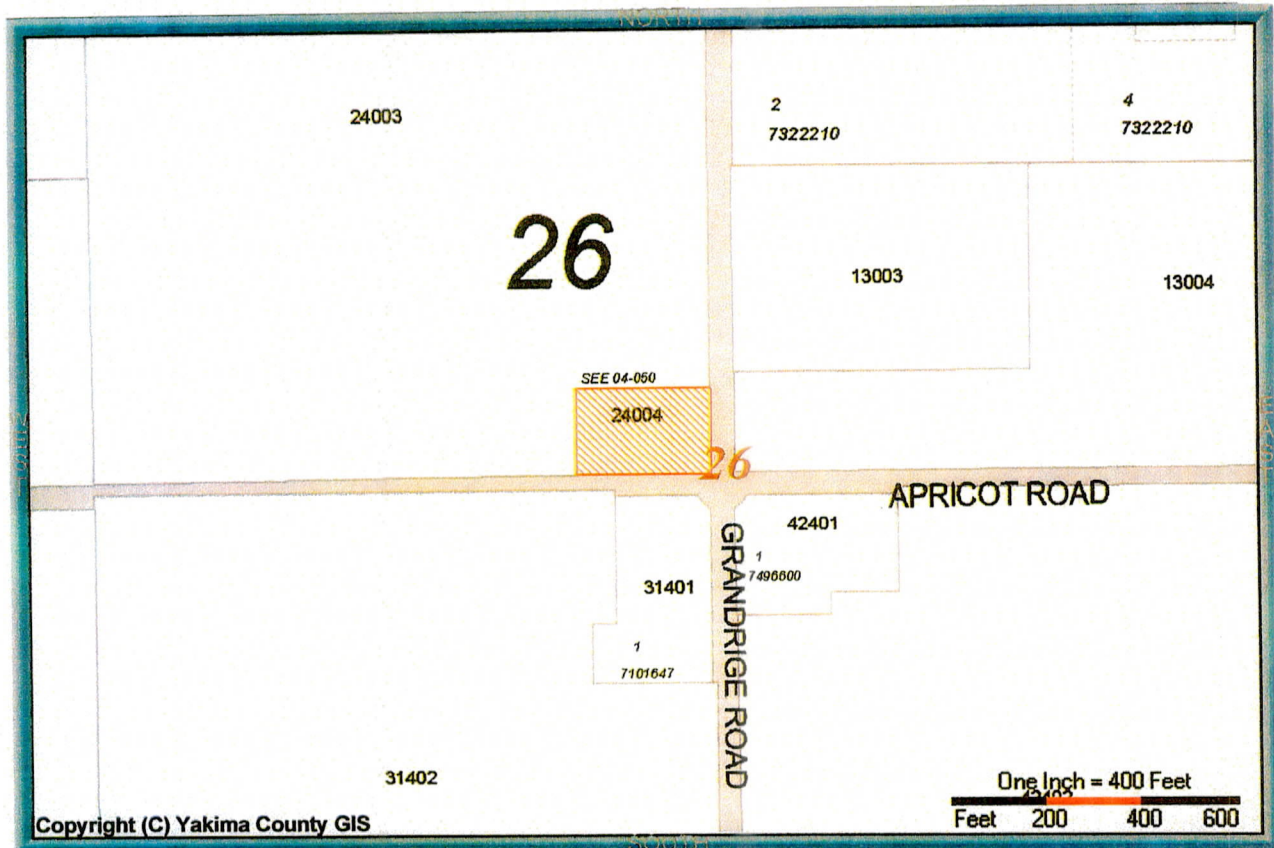 NORTH
24003
2
7322210
4
7322210
26
13003
13004
SEE 04-050
24004
26
APRICOT ROAD
42401
GRANDRIGE ROAD
1
7496600
31401
1
7101647
31402
One Inch = 400 Feet
Feet 200 400 600
Copyright (C) Yakima County GIS
SOUTH
EAST